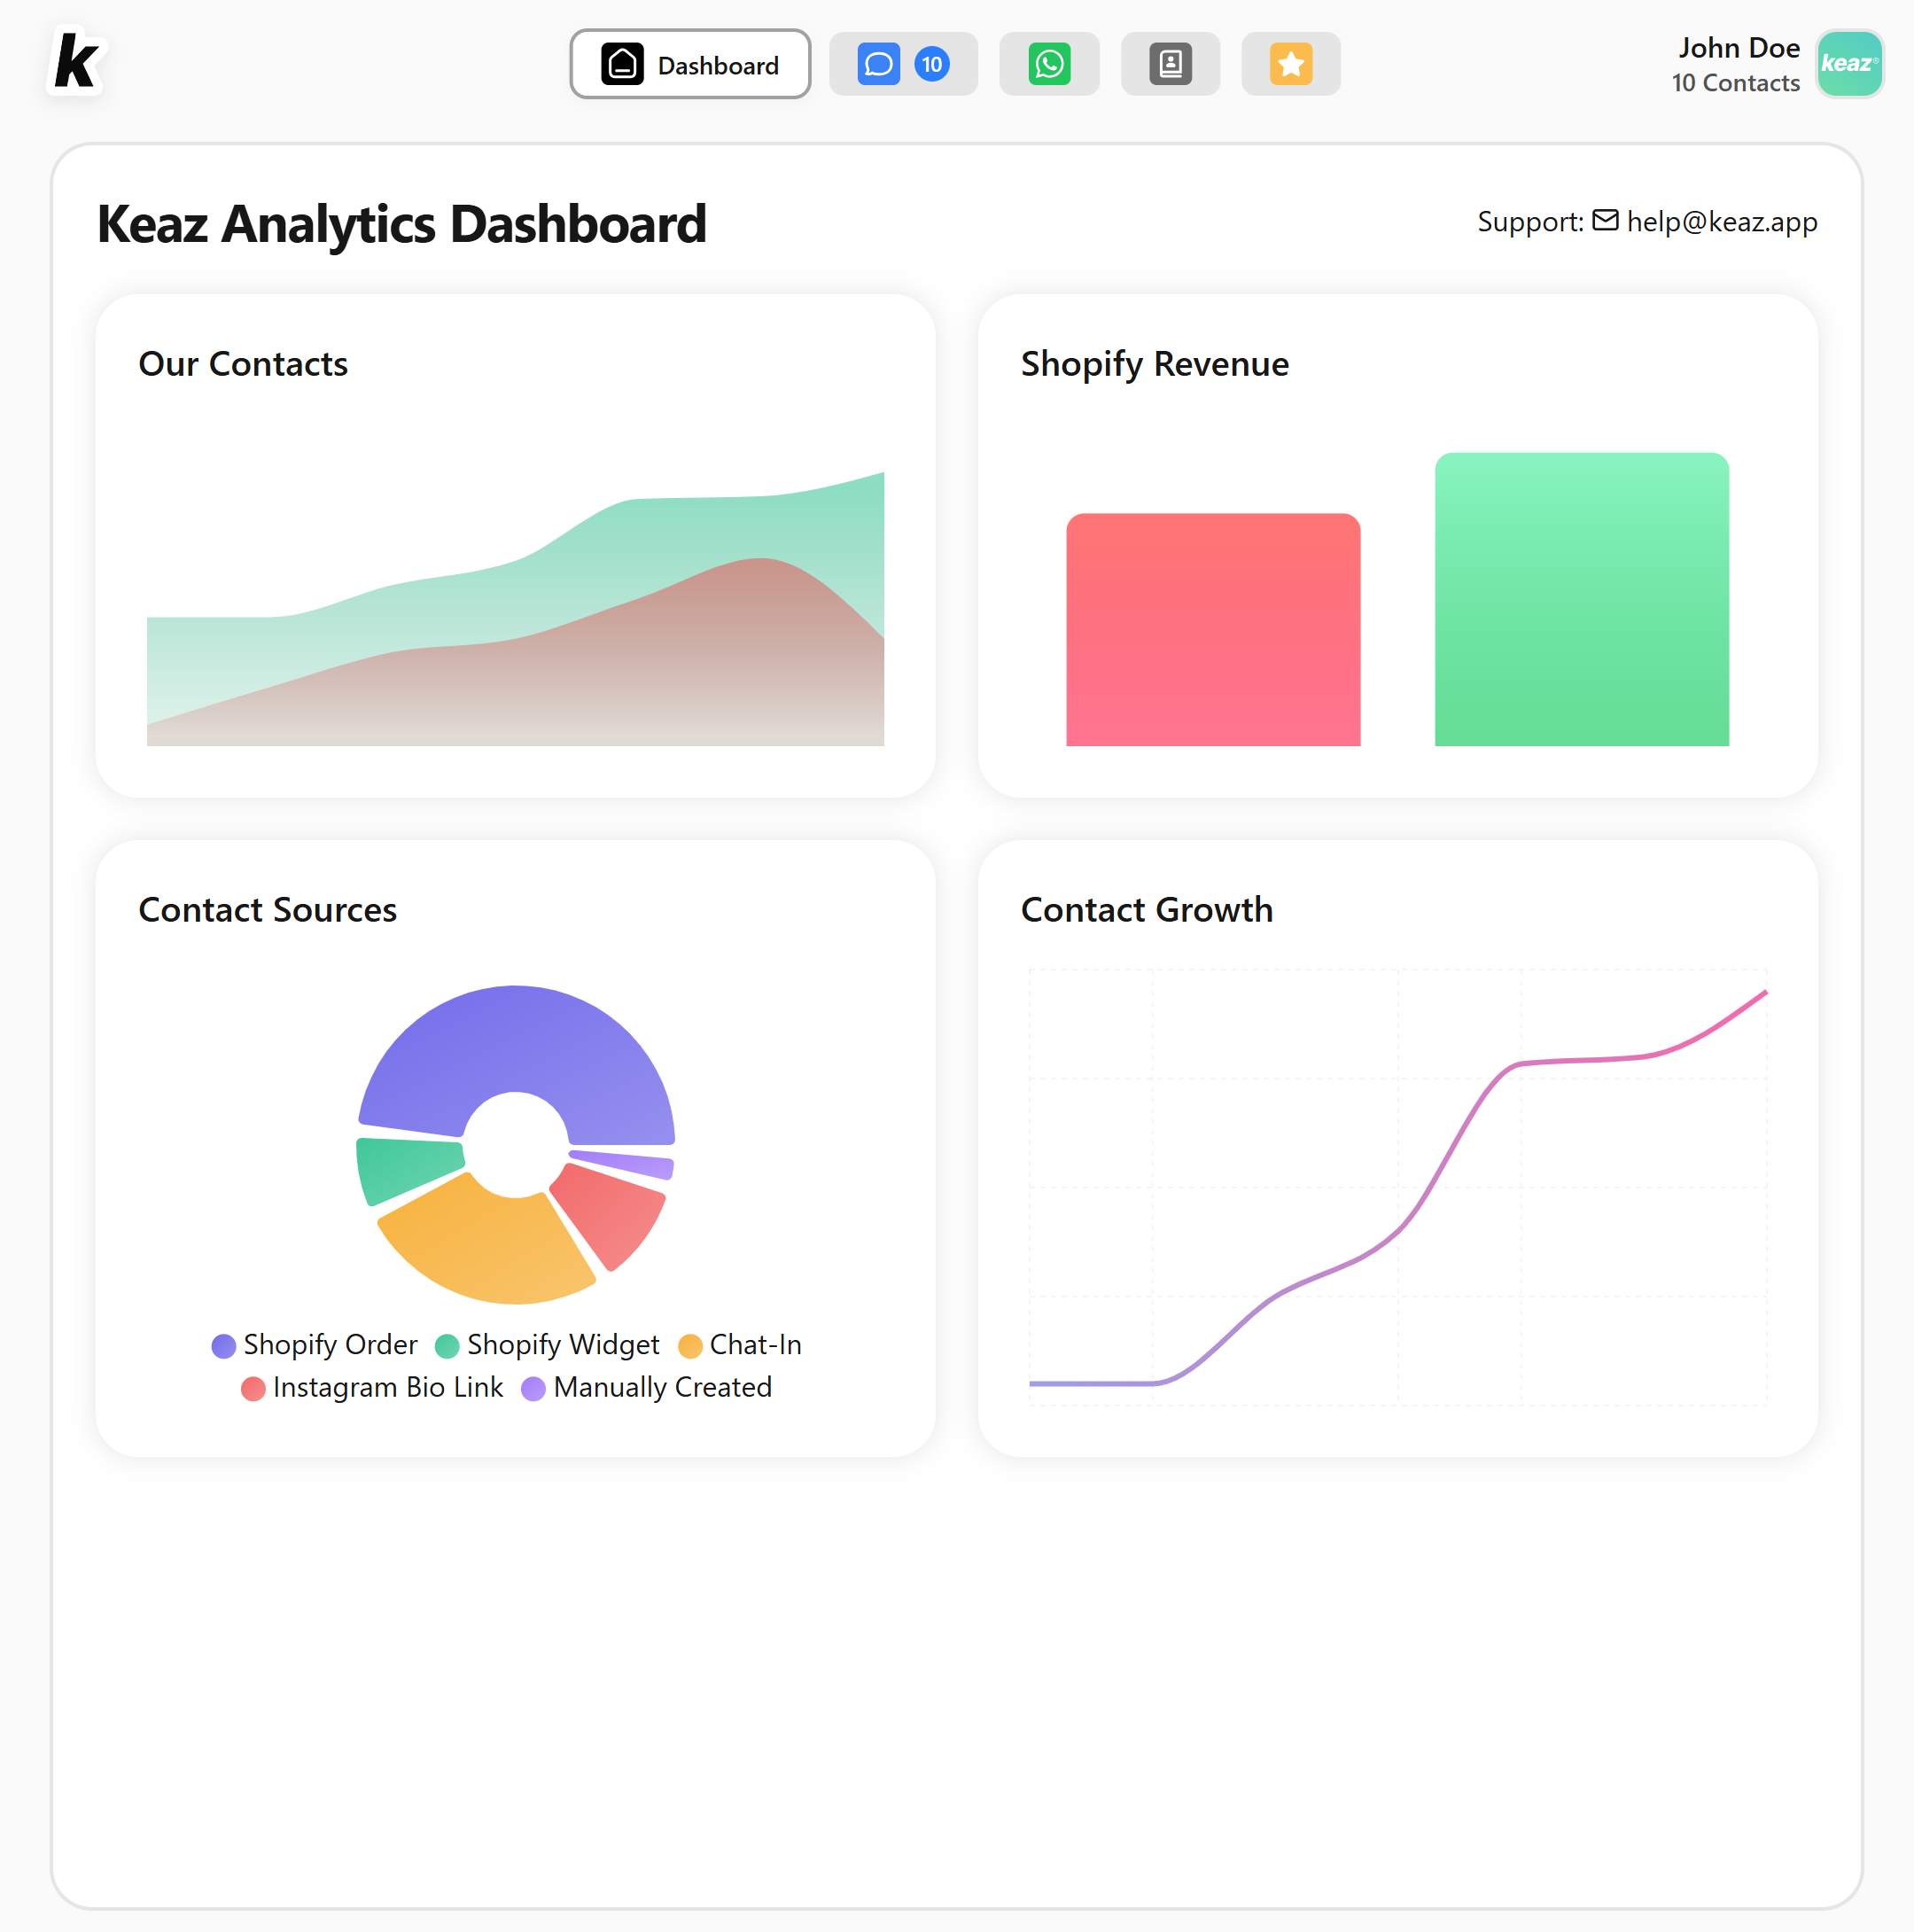 k
Dashboard
10
John Doe
10 Contacts
keaz®
Keaz Analytics Dashboard
Support: help@keaz.app
Our Contacts
Shopify Revenue
Contact Sources
Contact Growth
Shopify Order Shopify Widget Chat-In
Instagram Bio Link Manually Created